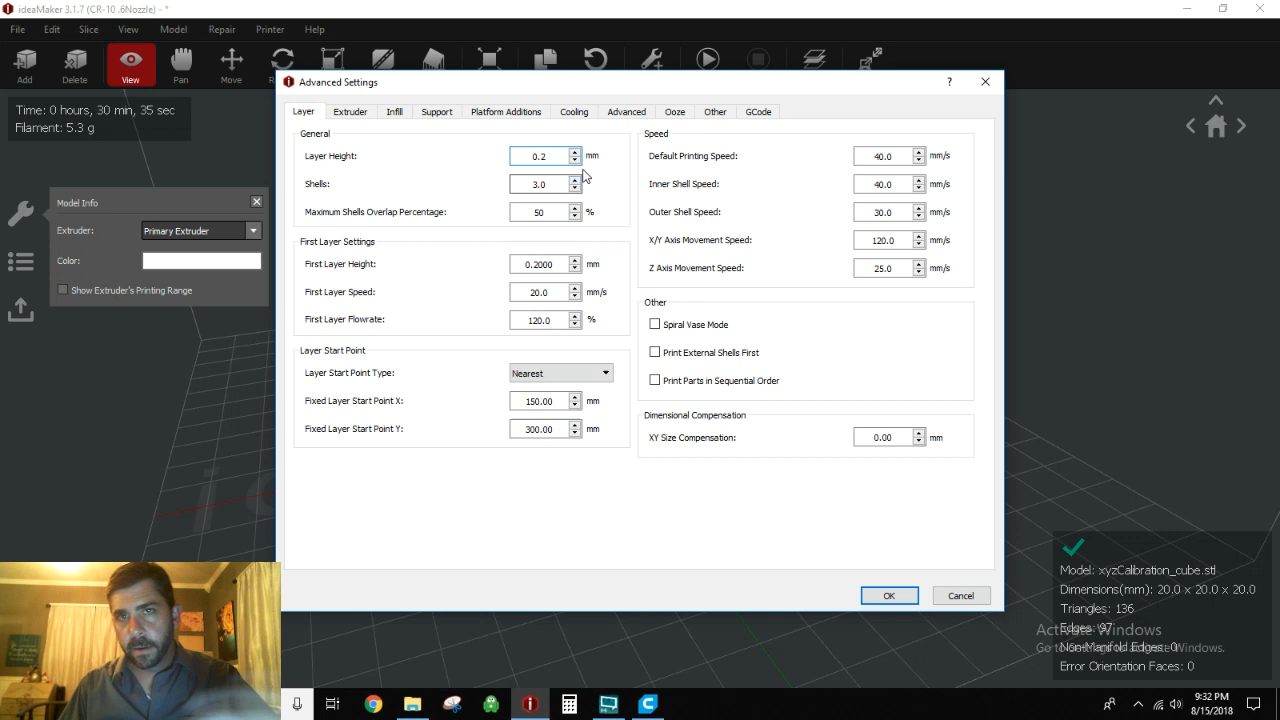 ideaMaker 3.1.7 (CR-10 .6Nozzle) - *
File Edit Slice View Model Repair Printer Help
Add Delete View Pan Move
Time: 0 hours, 30 min, 35 sec
Filament: 5.3 g
Model Info
Extruder: Primary Extruder
Color:
Show Extruder's Printing Range
Advanced Settings ?
Layer Extruder Infill Support Platform Additions Cooling Advanced Ooze Other GCode
General
Layer Height: 0.2 mm
Shells: 3.0
Maximum Shells Overlap Percentage: 50 %
First Layer Settings
First Layer Height: 0.2000 mm
First Layer Speed: 20.0 mm/s
First Layer Flowrate: 120.0 %
Layer Start Point
Layer Start Point Type: Nearest
Fixed Layer Start Point X: 150.00 mm
Fixed Layer Start Point Y: 300.00 mm
Speed
Default Printing Speed: 40.0 mm/s
Inner Shell Speed: 40.0 mm/s
Outer Shell Speed: 30.0 mm/s
X/Y Axis Movement Speed: 120.0 mm/s
Z Axis Movement Speed: 25.0 mm/s
Other
Spiral Vase Mode
Print External Shells First
Print Parts in Sequential Order
Dimensional Compensation
XY Size Compensation: 0.00 mm
OK Cancel
Model: xyzCalibration_cube.stl
Dimensions(mm): 20.0 x 20.0 x 20.0
Triangles: 136
Edges: 97
Activate Windows
Non-Manifold Edges: 0
Windows.
Error Orientation Faces: 0
9:32 PM
8/15/2018